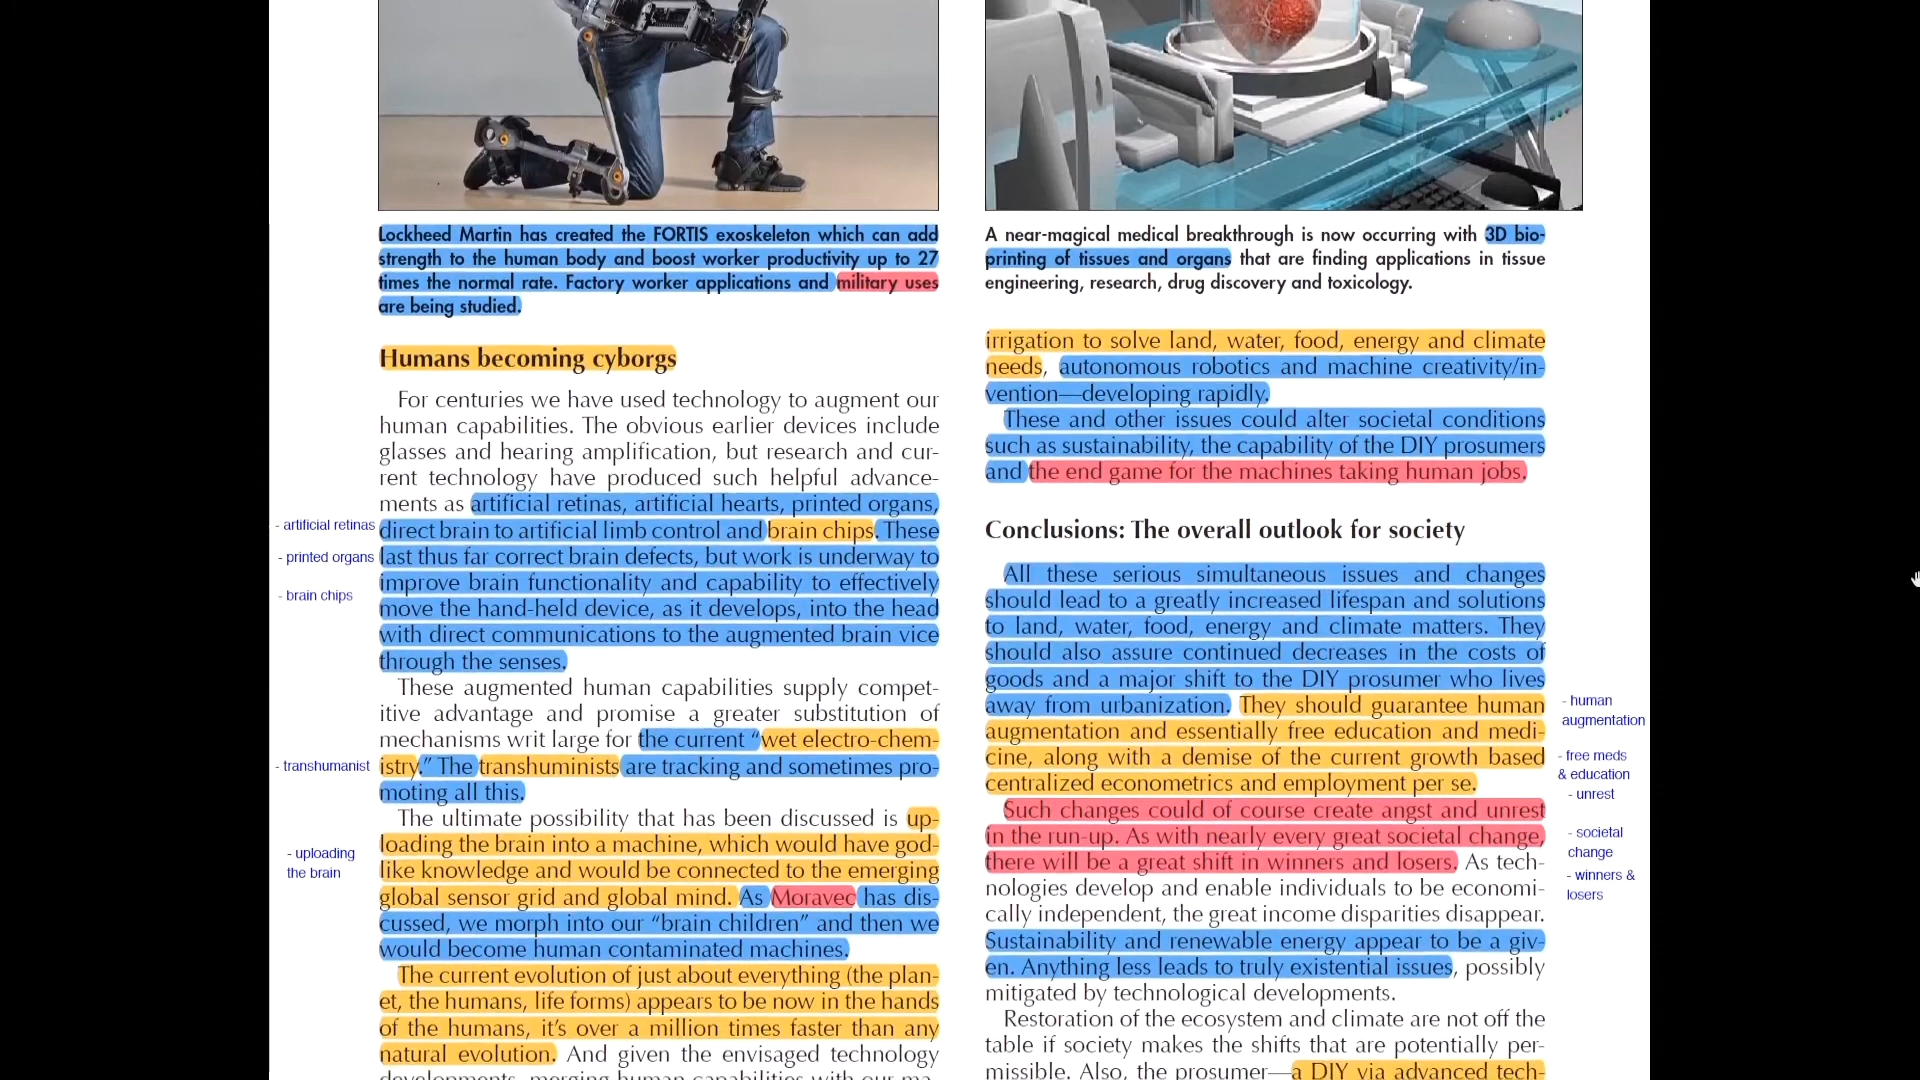 Lockheed Martin has created the FORTIS exoskeleton which can add
strength to the human body and boost worker productivity up to 27
times the normal rate. Factory worker applications and military uses
are being studied.
Humans becoming cyborgs
For centuries we have used technology to augment our
human capabilities. The obvious earlier devices include
glasses and hearing amplification, but research and cur-
rent technology have produced such helpful advance-
ments as artificial retinas, artificial hearts, printed organs,
direct brain to artificial limb control and brain chips. These
last thus far correct brain defects, but work is underway to
improve brain functionality and capability to effectively
move the hand-held device, as it develops, into the head
with direct communications to the augmented brain vice
through the senses.
These augmented human capabilities supply compet-
itive advantage and promise a greater substitution of
mechanisms writ large for the current “wet electro-chem-
istry.” The transhuminists are tracking and sometimes pro-
moting all this.
The ultimate possibility that has been discussed is up-
loading the brain into a machine, which would have god-
like knowledge and would be connected to the emerging
global sensor grid and global mind. As Moravec has dis-
cussed, we morph into our “brain children” and then we
would become human contaminated machines.
The current evolution of just about everything (the plan-
et, the humans, life forms) appears to be now in the hands
of the humans, it’s over a million times faster than any
natural evolution. And given the envisaged technology
developments, merging human capabilities with our ma-
- artificial retinas
- printed organs
- brain chips
- transhumanist
- uploading
the brain
A near-magical medical breakthrough is now occurring with 3D bio-
printing of tissues and organs that are finding applications in tissue
engineering, research, drug discovery and toxicology.
irrigation to solve land, water, food, energy and climate
needs, autonomous robotics and machine creativity/in-
vention—developing rapidly.
These and other issues could alter societal conditions
such as sustainability, the capability of the DIY prosumers
and the end game for the machines taking human jobs.
Conclusions: The overall outlook for society
All these serious simultaneous issues and changes
should lead to a greatly increased lifespan and solutions
to land, water, food, energy and climate matters. They
should also assure continued decreases in the costs of
goods and a major shift to the DIY prosumer who lives
away from urbanization. They should guarantee human
augmentation and essentially free education and medi-
cine, along with a demise of the current growth based
centralized econometrics and employment per se.
Such changes could of course create angst and unrest
in the run-up. As with nearly every great societal change,
there will be a great shift in winners and losers. As tech-
nologies develop and enable individuals to be economi-
cally independent, the great income disparities disappear.
Sustainability and renewable energy appear to be a giv-
en. Anything less leads to truly existential issues, possibly
mitigated by technological developments.
Restoration of the ecosystem and climate are not off the
table if society makes the shifts that are potentially per-
missible. Also, the prosumer—a DIY via advanced tech-
- human
augmentation
- free meds
& education
- unrest
- societal
change
- winners &
losers